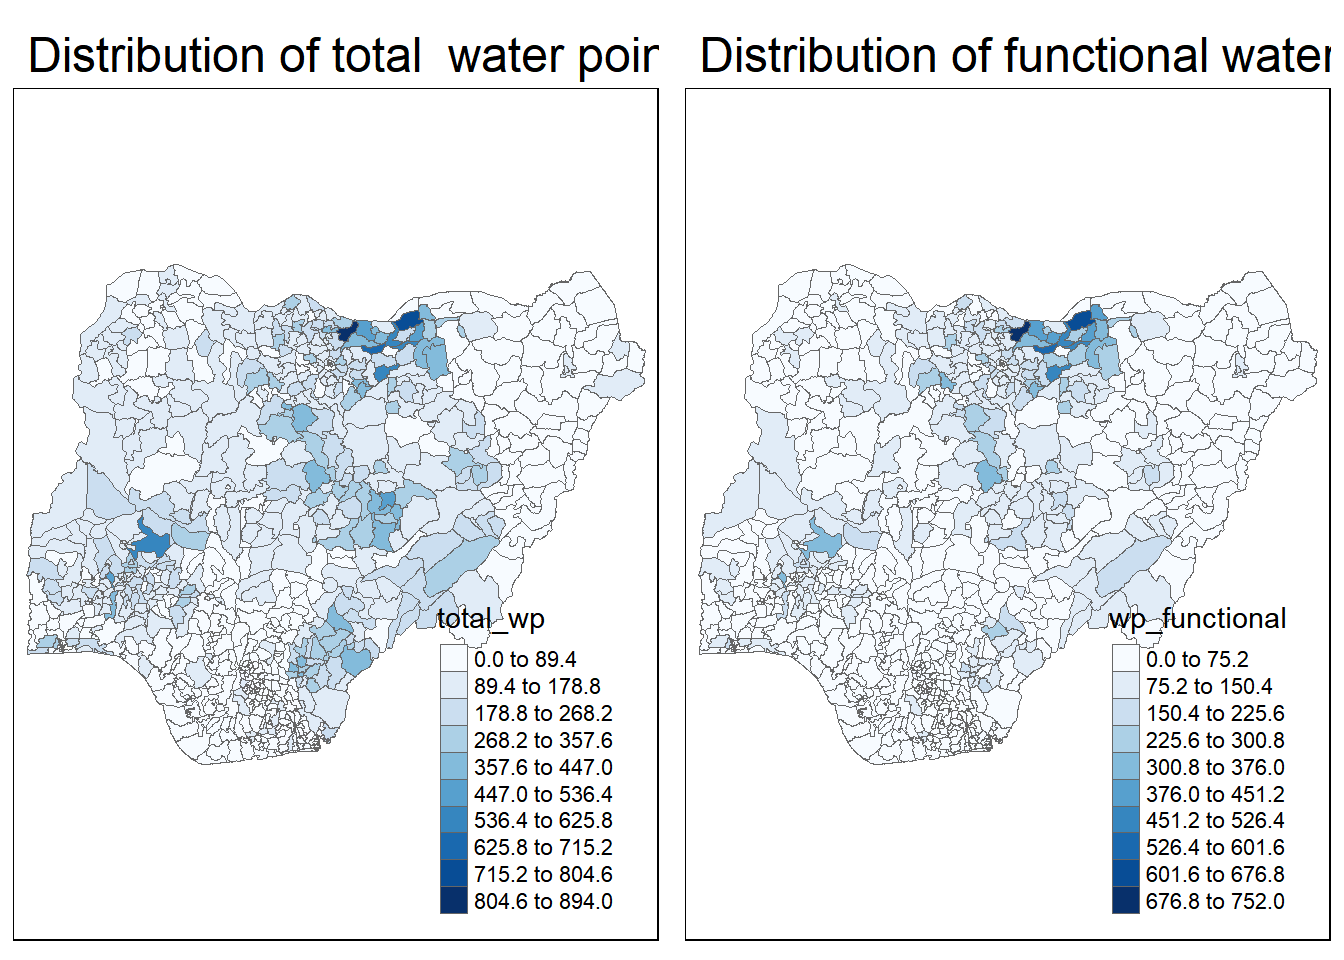 Distribution of total  water poin
Distribution of functional water
total_wp
0.0 to 89.4
89.4 to 178.8
178.8 to 268.2
268.2 to 357.6
357.6 to 447.0
447.0 to 536.4
536.4 to 625.8
625.8 to 715.2
715.2 to 804.6
804.6 to 894.0
wp_functional
0.0 to 75.2
75.2 to 150.4
150.4 to 225.6
225.6 to 300.8
300.8 to 376.0
376.0 to 451.2
451.2 to 526.4
526.4 to 601.6
601.6 to 676.8
676.8 to 752.0